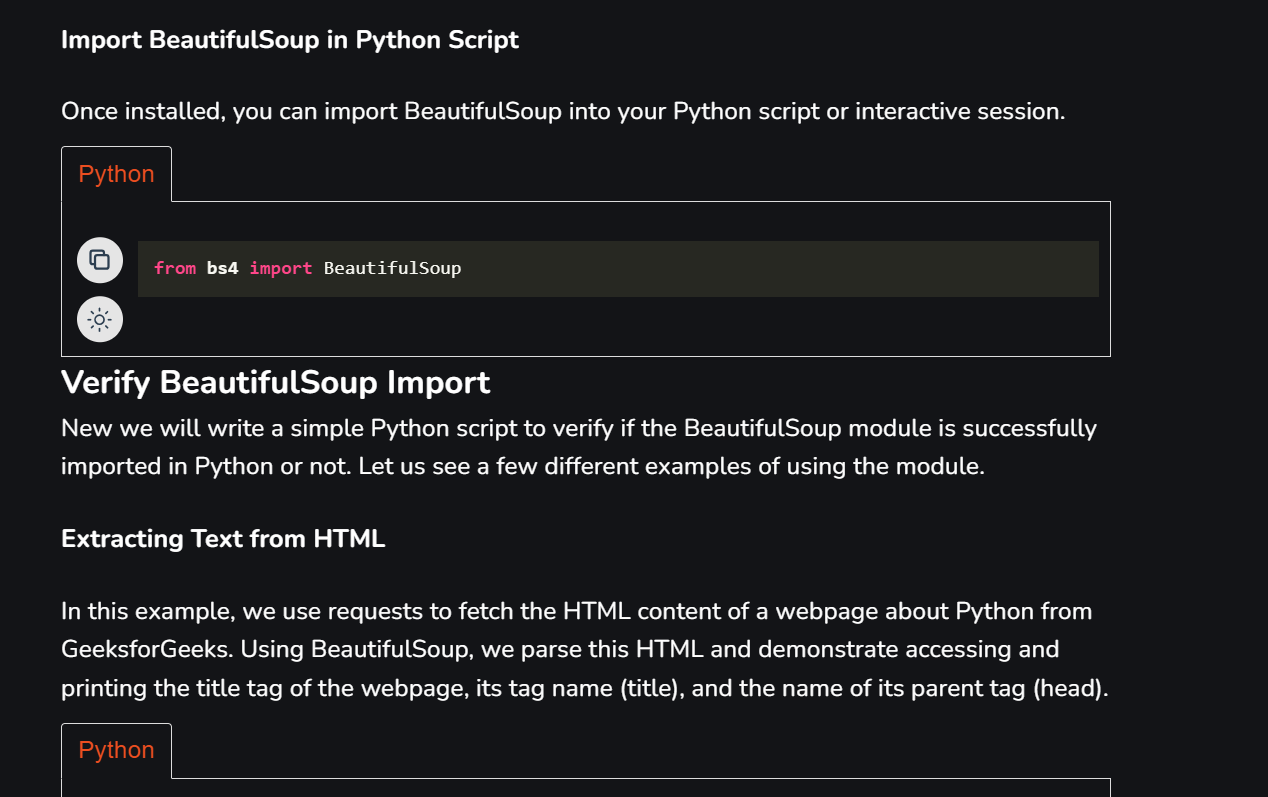 Import BeautifulSoup in Python Script
Once installed, you can import BeautifulSoup into your Python script or interactive session.
Python
from bs4 import BeautifulSoup
Verify BeautifulSoup Import
New we will write a simple Python script to verify if the BeautifulSoup module is successfully
imported in Python or not. Let us see a few different examples of using the module.
Extracting Text from HTML
In this example, we use requests to fetch the HTML content of a webpage about Python from
GeeksforGeeks. Using BeautifulSoup, we parse this HTML and demonstrate accessing and
printing the title tag of the webpage, its tag name (title), and the name of its parent tag (head).
Python